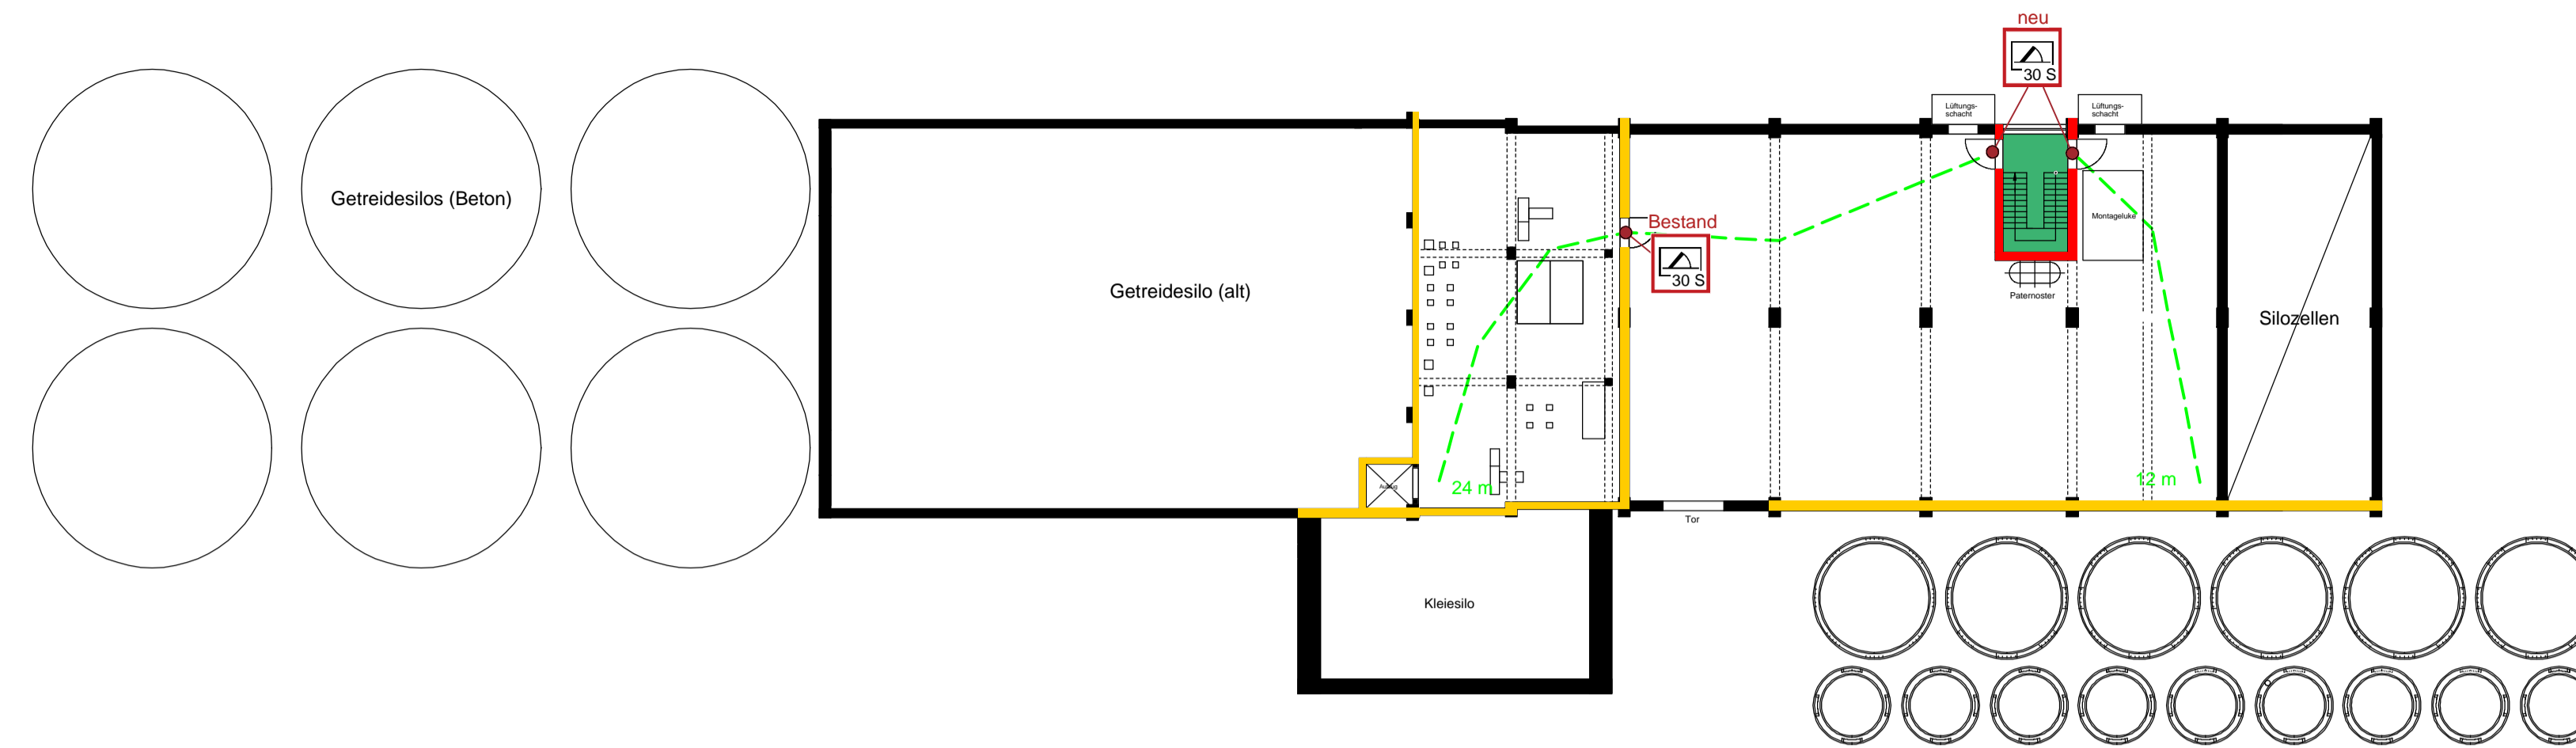 neu
30 S
Lüftungs-
schacht
Lüftungs-
schacht
Getreidesilos (Beton)
Bestand
30 S
Montageluke
Getreidesilo (alt)
Paternoster
Silozellen
24 m
12 m
Aufzug
Tor
Kleiesilo